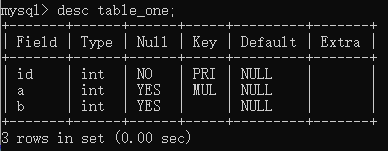 mysql> desc table_one;
+-------+------+------+-----+---------+-------+
| Field | Type | Null | Key | Default | Extra |
+-------+------+------+-----+---------+-------+
| id    | int  | NO   | PRI | NULL    |       |
| a     | int  | YES  | MUL | NULL    |       |
| b     | int  | YES  |     | NULL    |       |
+-------+------+------+-----+---------+-------+
3 rows in set (0.00 sec)